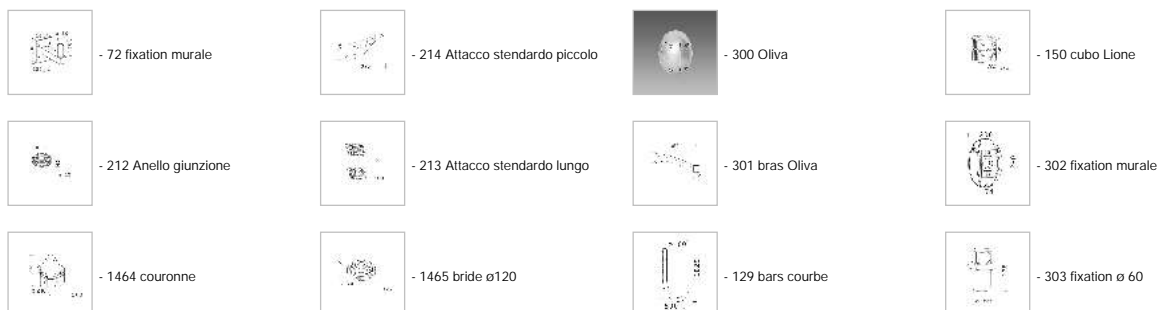 - 72 fixation murale
- 214 Attacco stendardo piccolo
- 300 Oliva
- 150 cubo Lione
- 212 Anello giunzione
- 213 Attacco stendardo lungo
- 301 bras Oliva
- 302 fixation murale
- 1464 couronne
- 1465 bride ø120
- 129 bars courbe
- 303 fixation ø 60